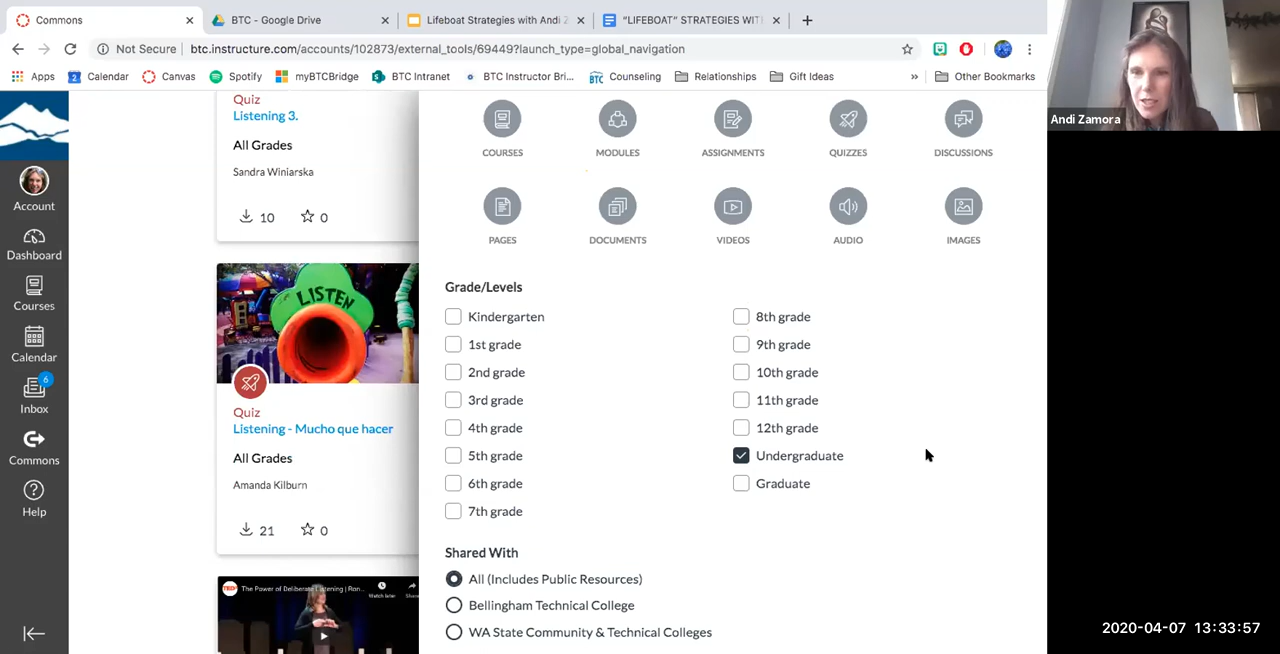 Commons
BTC - Google Drive
Lifeboat Strategies with Andi Z
"LIFEBOAT" STRATEGIES WIT
Not Secure
btc.instructure.com/accounts/102873/external_tools/69449?launch_type=global_navigation
Apps
Calendar
Canvas
Spotify
myBTCBridge
BTC Intranet
BTC Instructor Bri...
BTC
Counseling
Relationships
Gift Ideas
»
Other Bookmarks
Andi Zamora
Account
Dashboard
Courses
Calendar
6
Inbox
Commons
Help
Quiz
Listening 3.
All Grades
Sandra Winiarska
10
0
LISTEN
Quiz
Listening - Mucho que hacer
All Grades
Amanda Kilburn
21
0
The Power of Deliberate Listening | Ron...
Watch later
COURSES
MODULES
ASSIGNMENTS
QUIZZES
DISCUSSIONS
PAGES
DOCUMENTS
VIDEOS
AUDIO
IMAGES
Grade/Levels
Kindergarten
1st grade
2nd grade
3rd grade
4th grade
5th grade
6th grade
7th grade
8th grade
9th grade
10th grade
11th grade
12th grade
Undergraduate
Graduate
Shared With
All (Includes Public Resources)
Bellingham Technical College
WA State Community & Technical Colleges
2020-04-07 13:33:57